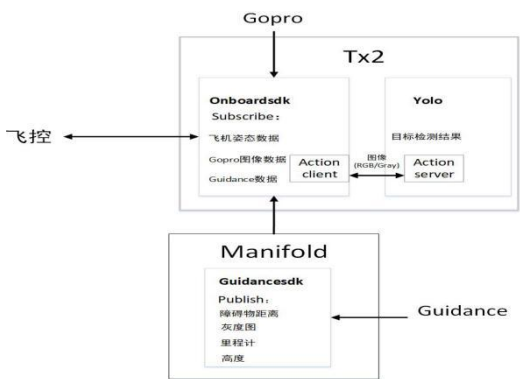 Gopro
Tx2
Onboardsdk
Subscribe：
飞机姿态数据
Gopro图像数据
Guidance数据
Action
client
图像
(RGB/Gray)
Yolo
目标检测结果
Action
server
飞控
Manifold
Guidancesdk
Publish：
障碍物距离
灰度图
里程计
高度
Guidance